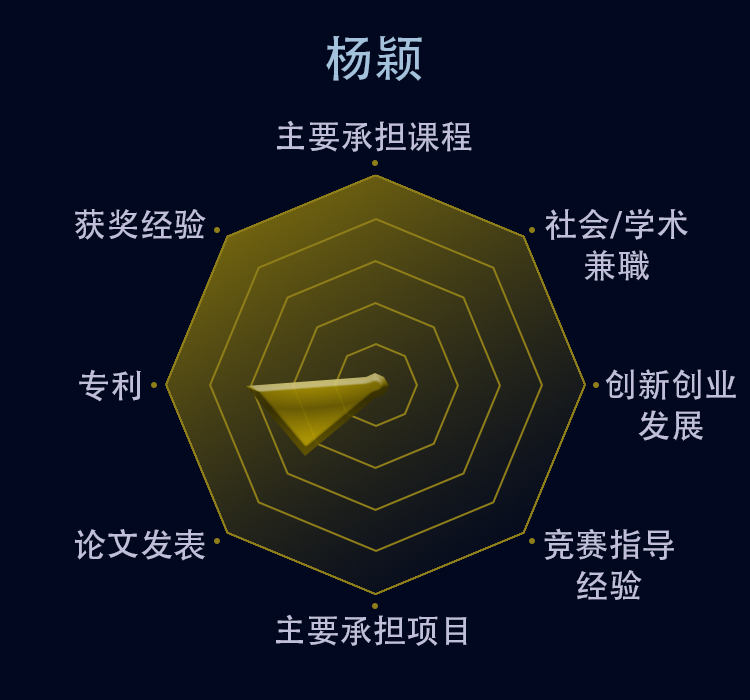 杨颖
主要承担课程
获奖经验
社会/学术
兼職
专利
创新创业
发展
论文发表
竞赛指导
经验
主要承担项目